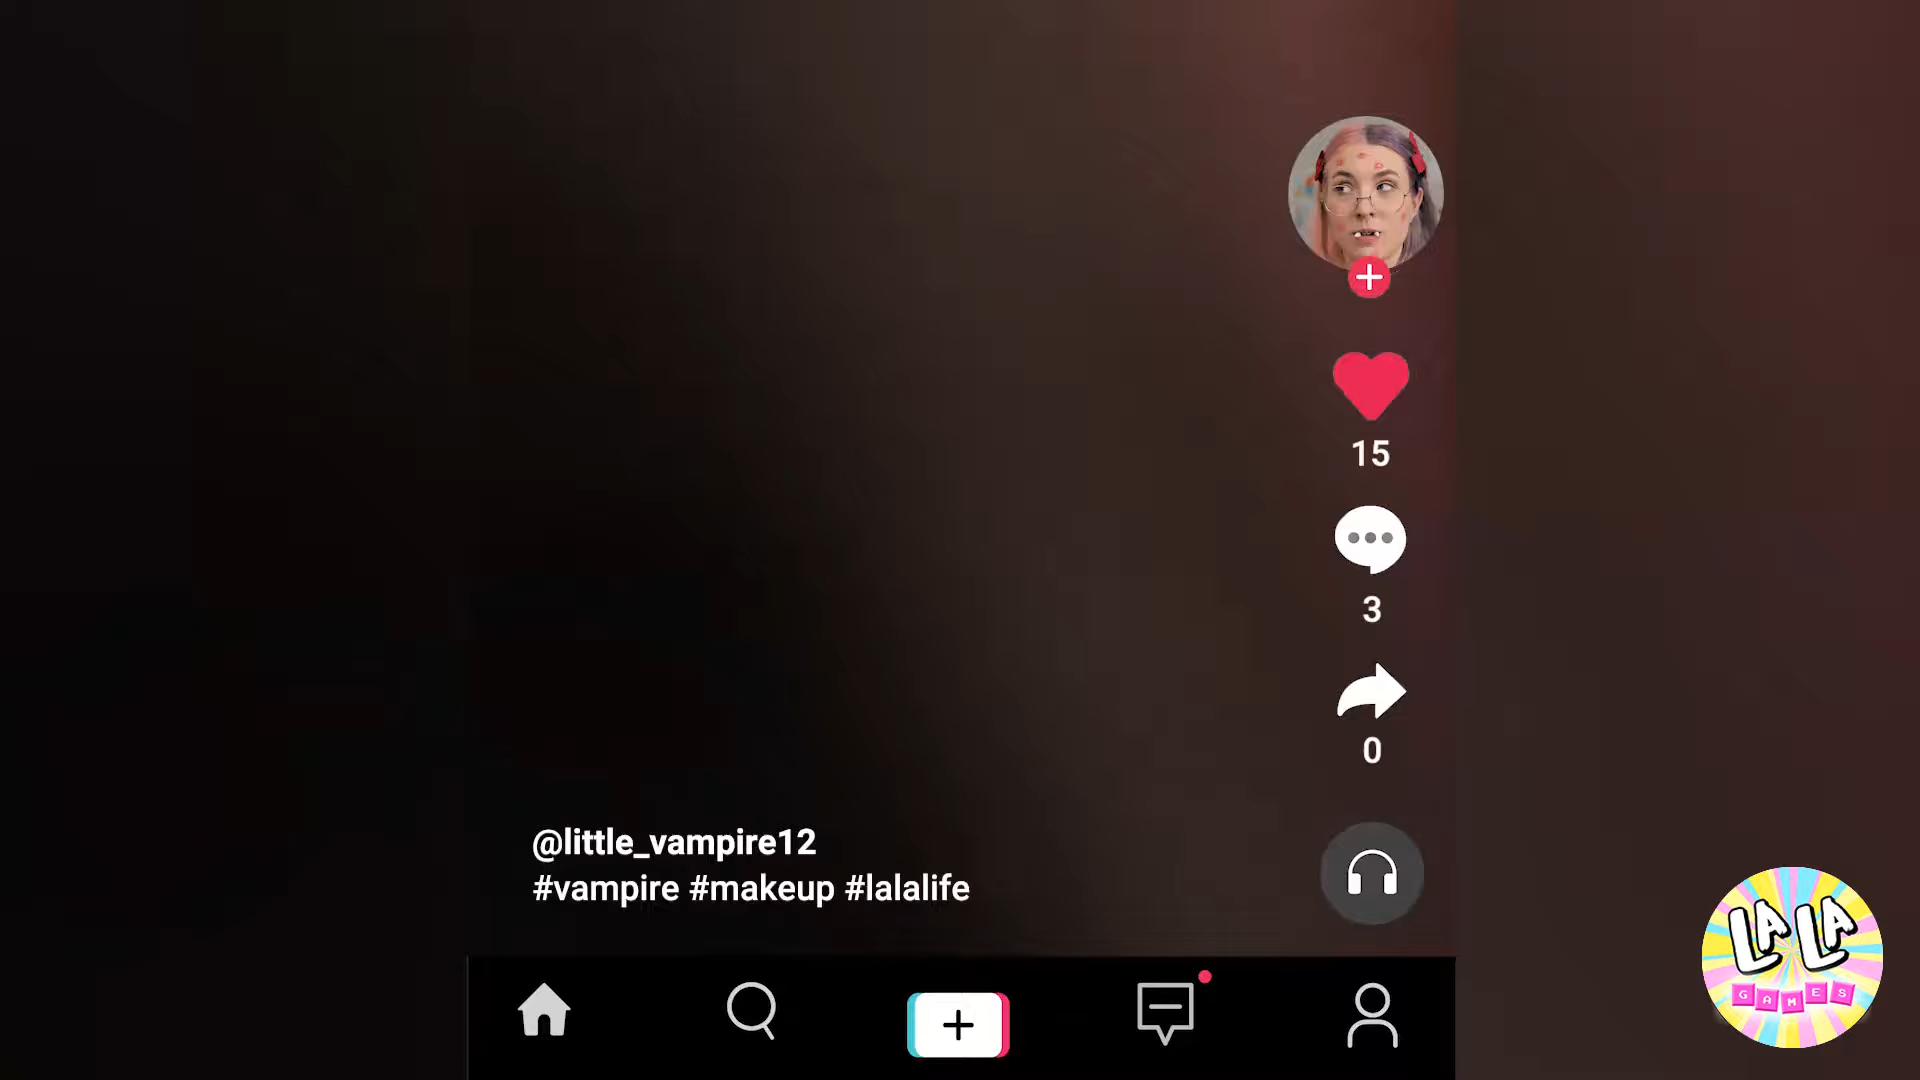 15
3
0
@little_vampire12
#vampire #makeup #lalalife
LA LA
GAMES